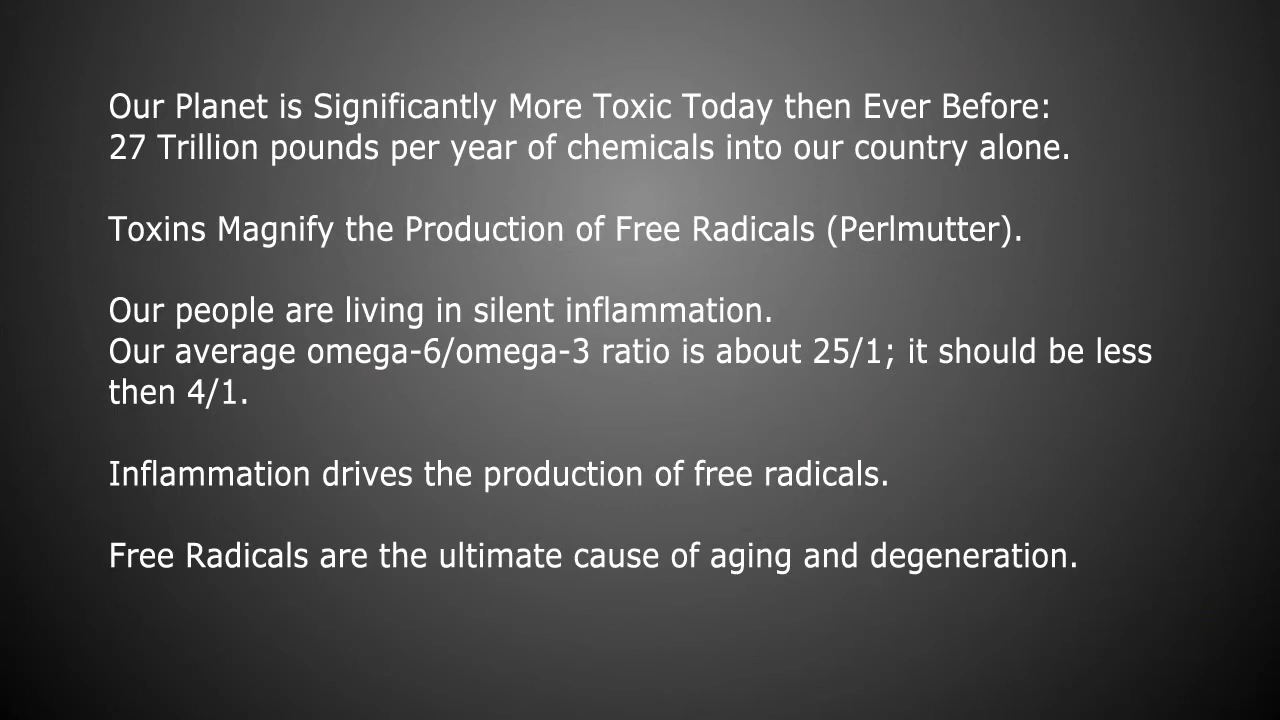 Our Planet is Significantly More Toxic Today then Ever Before:
27 Trillion pounds per year of chemicals into our country alone.
Toxins Magnify the Production of Free Radicals (Perlmutter).
Our people are living in silent inflammation.
Our average omega-6/omega-3 ratio is about 25/1; it should be less
then 4/1.
Inflammation drives the production of free radicals.
Free Radicals are the ultimate cause of aging and degeneration.